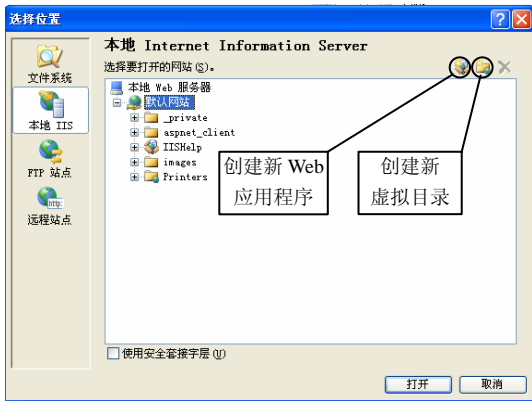 选择位置
文件系统
本地 IIS
FTP 站点
http:
远程站点
本地 Internet Information Server
选择要打开的网站(S)。
本地 Web 服务器
默认网站
_private
aspnet_client
IISHelp
images
Printers
创建新 Web
应用程序
创建新
虚拟目录
使用安全套接字层(U)
打开
取消